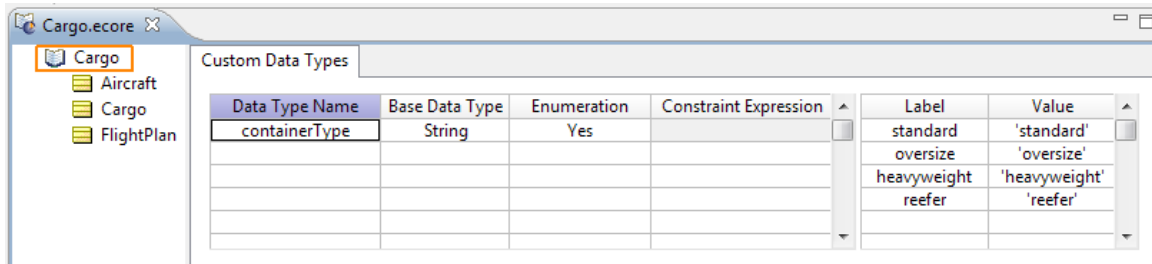 Cargo.ecore
Cargo
Aircraft
Cargo
FlightPlan
Custom Data Types
Data Type Name Base Data Type Enumeration Constraint Expression Label Value
containerType String Yes standard 'standard'
oversize 'oversize'
heavyweight 'heavyweight'
reefer 'reefer'